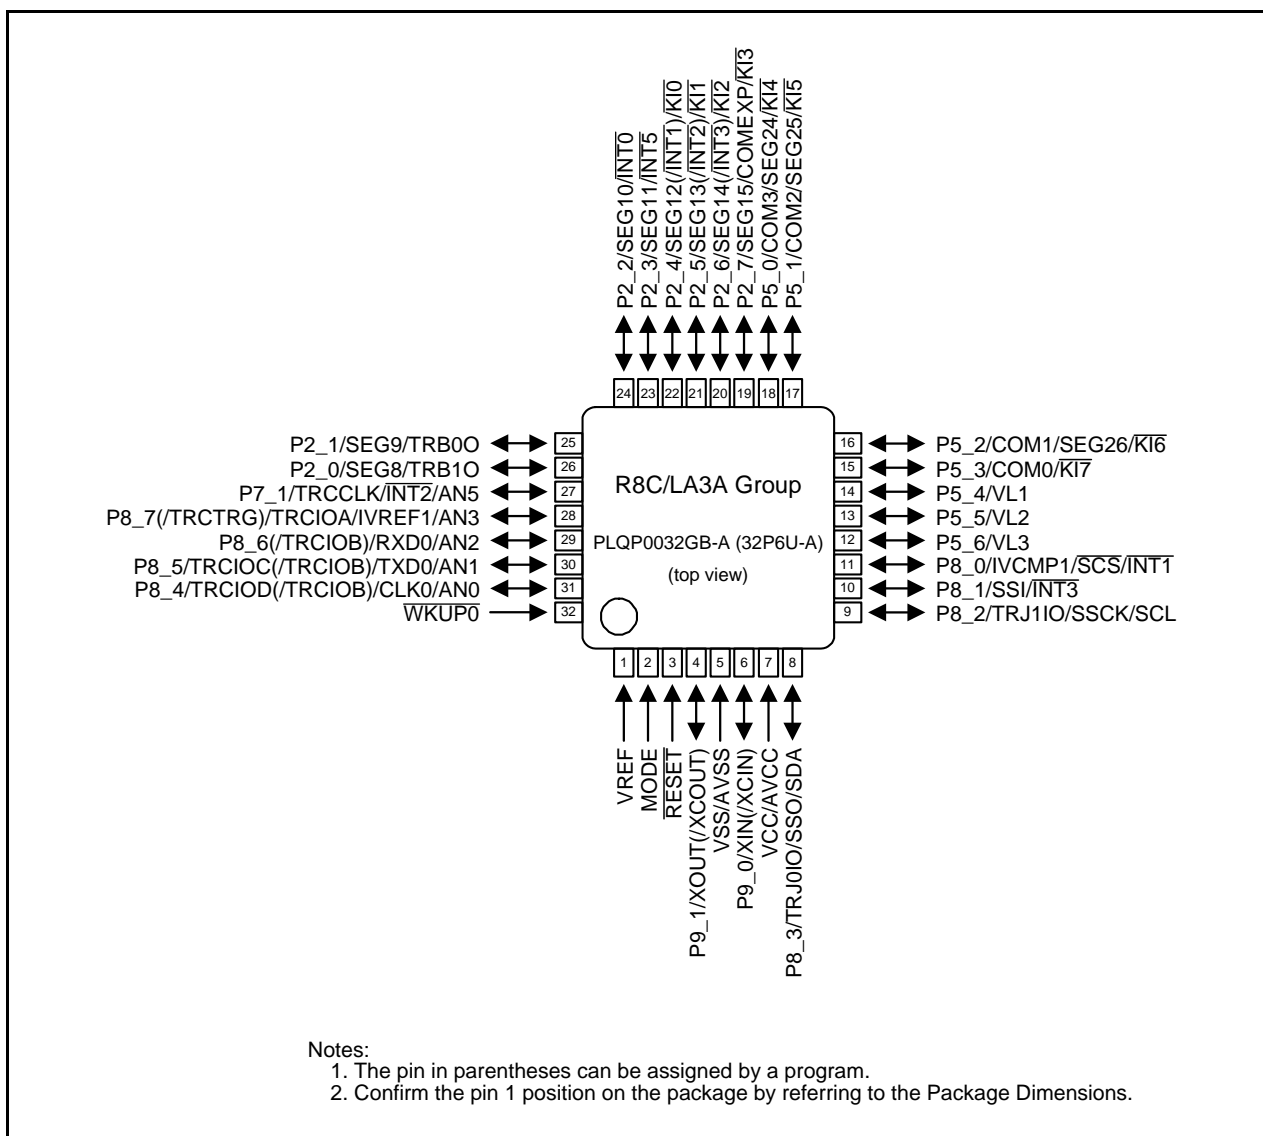 P2_2/SEG10/INT0
P2_3/SEG11/INT5
P2_4/SEG12(/INT1)/KI0
P2_5/SEG13(/INT2)/KI1
P2_6/SEG14(/INT3)/KI2
P2_7/SEG15/COMEXP/KI3
P5_0/COM3/SEG24/KI4
P5_1/COM2/SEG25/KI5
24 23 22 21 20 19 18 17
P2_1/SEG9/TRB0O 25
P2_0/SEG8/TRB1O 26
P7_1/TRCCLK/INT2/AN5 27
P8_7(/TRCTRG)/TRCIOA/IVREF1/AN3 28
P8_6(/TRCIOB)/RXD0/AN2 29
P8_5/TRCIOC(/TRCIOB)/TXD0/AN1 30
P8_4/TRCIOD(/TRCIOB)/CLK0/AN0 31
WKUP0 32
R8C/LA3A Group
PLQP0032GB-A (32P6U-A)
(top view)
16 P5_2/COM1/SEG26/KI6
15 P5_3/COM0/KI7
14 P5_4/VL1
13 P5_5/VL2
12 P5_6/VL3
11 P8_0/IVCMP1/SCS/INT1
10 P8_1/SSI/INT3
9 P8_2/TRJ1IO/SSCK/SCL
1 2 3 4 5 6 7 8
VREF
MODE
RESET
P9_1/XOUT(/XCOUT)
VSS/AVSS
P9_0/XIN(/XCIN)
VCC/AVCC
P8_3/TRJ0IO/SSO/SDA
Notes:
1. The pin in parentheses can be assigned by a program.
2. Confirm the pin 1 position on the package by referring to the Package Dimensions.